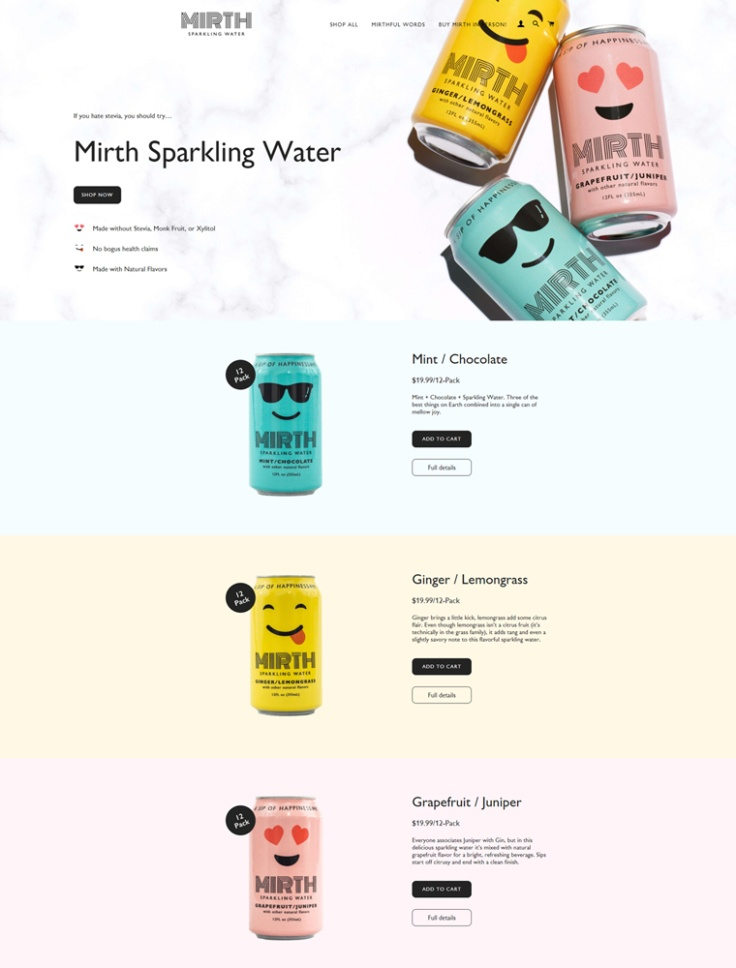 MIRTH
SPARKLING WATER
SHOP ALL
MIRTHFUL WORDS
BUY MIRTH IN PERSON!
MIRTH
SPARKLING WATER
GINGER/LEMONGRASS
with other natural flavors
12FL oz (355mL)
SIP OF HAPPINESS
MIRTH
SPARKLING WATER
GRAPEFRUIT/JUNIPER
with other natural flavors
12FL oz (355mL)
SIP OF HAPPINESS
MIRTH
SPARKLING WATER
MINT/CHOCOLATE
If you hate stevia, you should try...
Mirth Sparkling Water
SHOP NOW
Made without Stevia, Monk Fruit, or Xylitol
No bogus health claims
Made with Natural Flavors
12
Pack
SIP OF HAPPINESS
MIRTH
SPARKLING WATER
MINT/CHOCOLATE
with other natural flavors
12FL oz (355mL)
Mint / Chocolate
$19.99/12-Pack
Mint + Chocolate + Sparkling Water. Three of the
best things on Earth combined into a single can of
mellow joy.
ADD TO CART
Full details
12
Pack
SIP OF HAPPINESS
MIRTH
SPARKLING WATER
GINGER/LEMONGRASS
with other natural flavors
12FL oz (355mL)
Ginger / Lemongrass
$19.99/12-Pack
Ginger brings a little kick, lemongrass add some citrus
flair. Even though lemongrass isn't a citrus fruit (it's
technically in the grass family), it adds tang and even a
slightly savory note to this flavorful sparkling water.
ADD TO CART
Full details
12
Pack
SIP OF HAPPINESS
MIRTH
SPARKLING WATER
GRAPEFRUIT/JUNIPER
with other natural flavors
12FL oz (355mL)
Grapefruit / Juniper
$19.99/12-Pack
Everyone associates Juniper with Gin, but in this
delicious sparkling water it's mixed with natural
grapefruit flavor for a bright, refreshing beverage. Sips
start off citrusy and end with a clean finish.
ADD TO CART
Full details